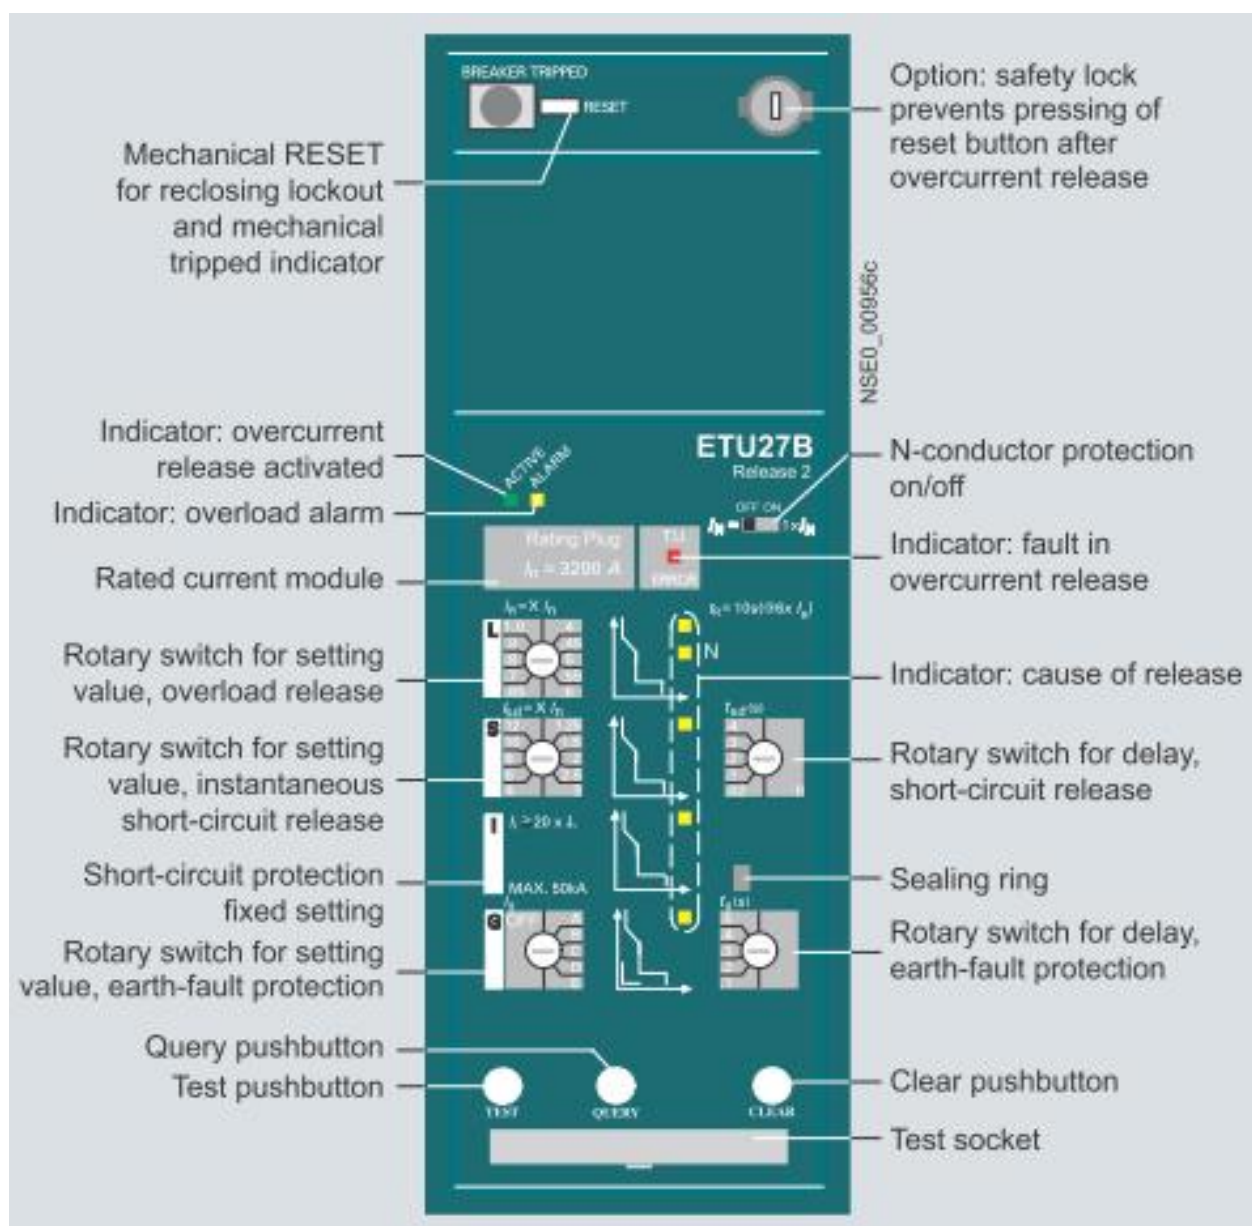 BREAKER TRIPPED
RESET
Option: safety lock
prevents pressing of
reset button after
overcurrent release
Mechanical RESET
for reclosing lockout
and mechanical
tripped indicator
NSE0_00956c
Indicator: overcurrent
release activated
ACTIVE
ALARM
ETU27B
Release 2
N-conductor protection
on/off
Indicator: overload alarm
OFF ON
Rating Plug
In = 3200 A
ERROR
Indicator: fault in
overcurrent release
Rated current module
L
N
Rotary switch for setting
value, overload release
Indicator: cause of release
S
Rotary switch for setting
value, instantaneous
short-circuit release
Rotary switch for delay,
short-circuit release
I
Short-circuit protection
fixed setting
MAX. 50kA
Sealing ring
G
OFF
Rotary switch for setting
value, earth-fault protection
Rotary switch for delay,
earth-fault protection
Query pushbutton
Test pushbutton
Clear pushbutton
TEST
QUERY
CLEAR
Test socket